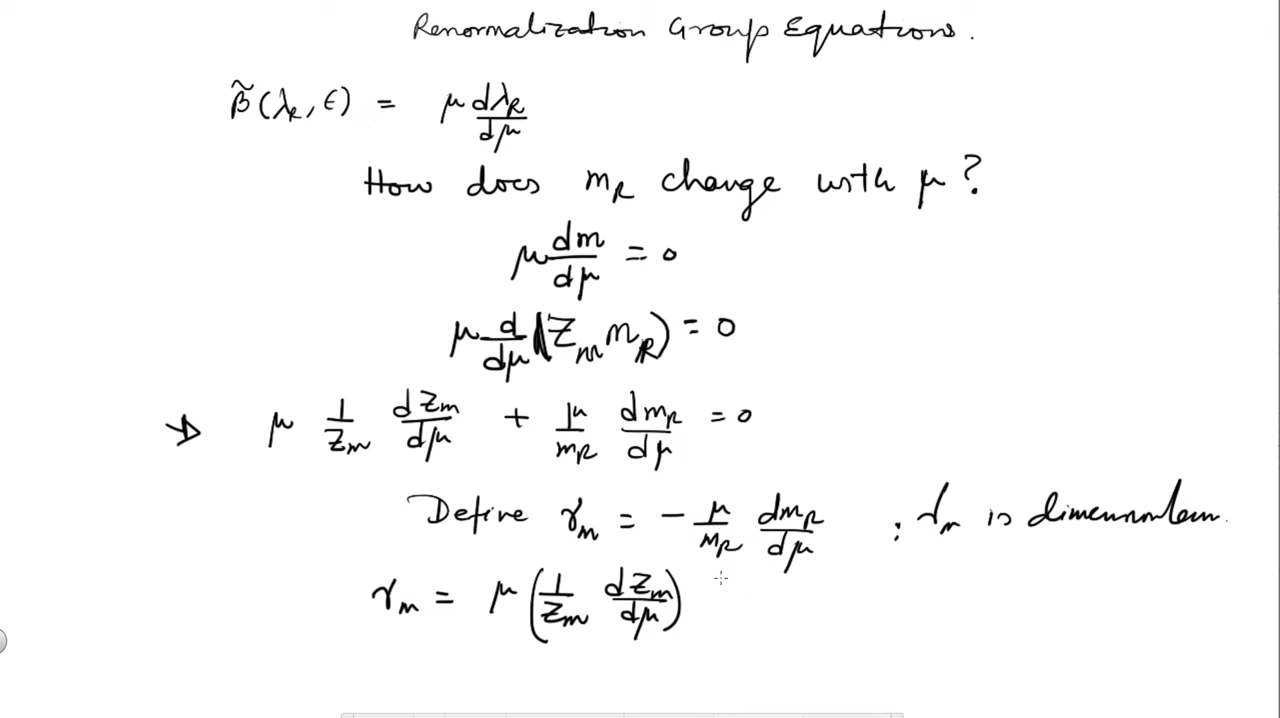 Renormalization Group Equations.
β̃(λ_R, ε) = μ dλ_R/dμ
How does m_R change with μ?
μ dm/dμ = 0
μ d/dμ (Z_m m_R) = 0
→ μ 1/Z_m dZ_m/dμ + μ/m_R dm_R/dμ = 0
Define γ_m = - μ/m_R dm_R/dμ ; γ_m is dimensionless.
γ_m = μ (1/Z_m dZ_m/dμ)